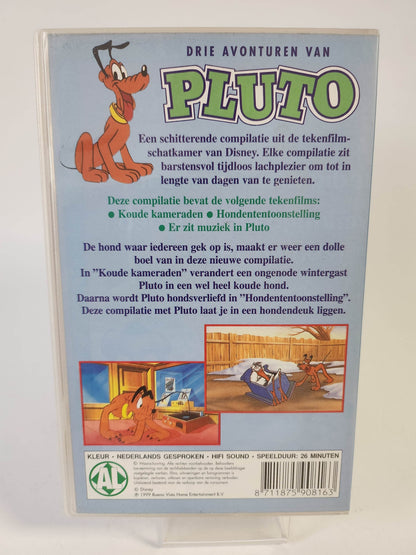 DRIE AVONTUREN VAN
PLUTO
Een schitterende compilatie uit de tekenfilm-
schatkamer van Disney. Elke compilatie zit
barstensvol tijdloos lachplezier om tot in
lengte van dagen van te genieten.
Deze compilatie bevat de volgende tekenfilms:
● Koude kameraden ● Hondententoonstelling
● Er zit muziek in Pluto
De hond waar iedereen gek op is, maakt er weer een dolle
boel van in deze nieuwe compilatie.
In "Koude kameraden" verandert een ongenode wintergast
Pluto in een wel heel koude hond.
Daarna wordt Pluto hondsverliefd in "Hondententoonstelling".
Deze compilatie met Pluto laat je in een hondendeuk liggen.
KLEUR - NEDERLANDS GESPROKEN - HIFI SOUND - SPEELDUUR: 26 MINUTEN
AL
© Disney
℗ 1999 Buena Vista Home Entertainment B.V.
8 711875 908163